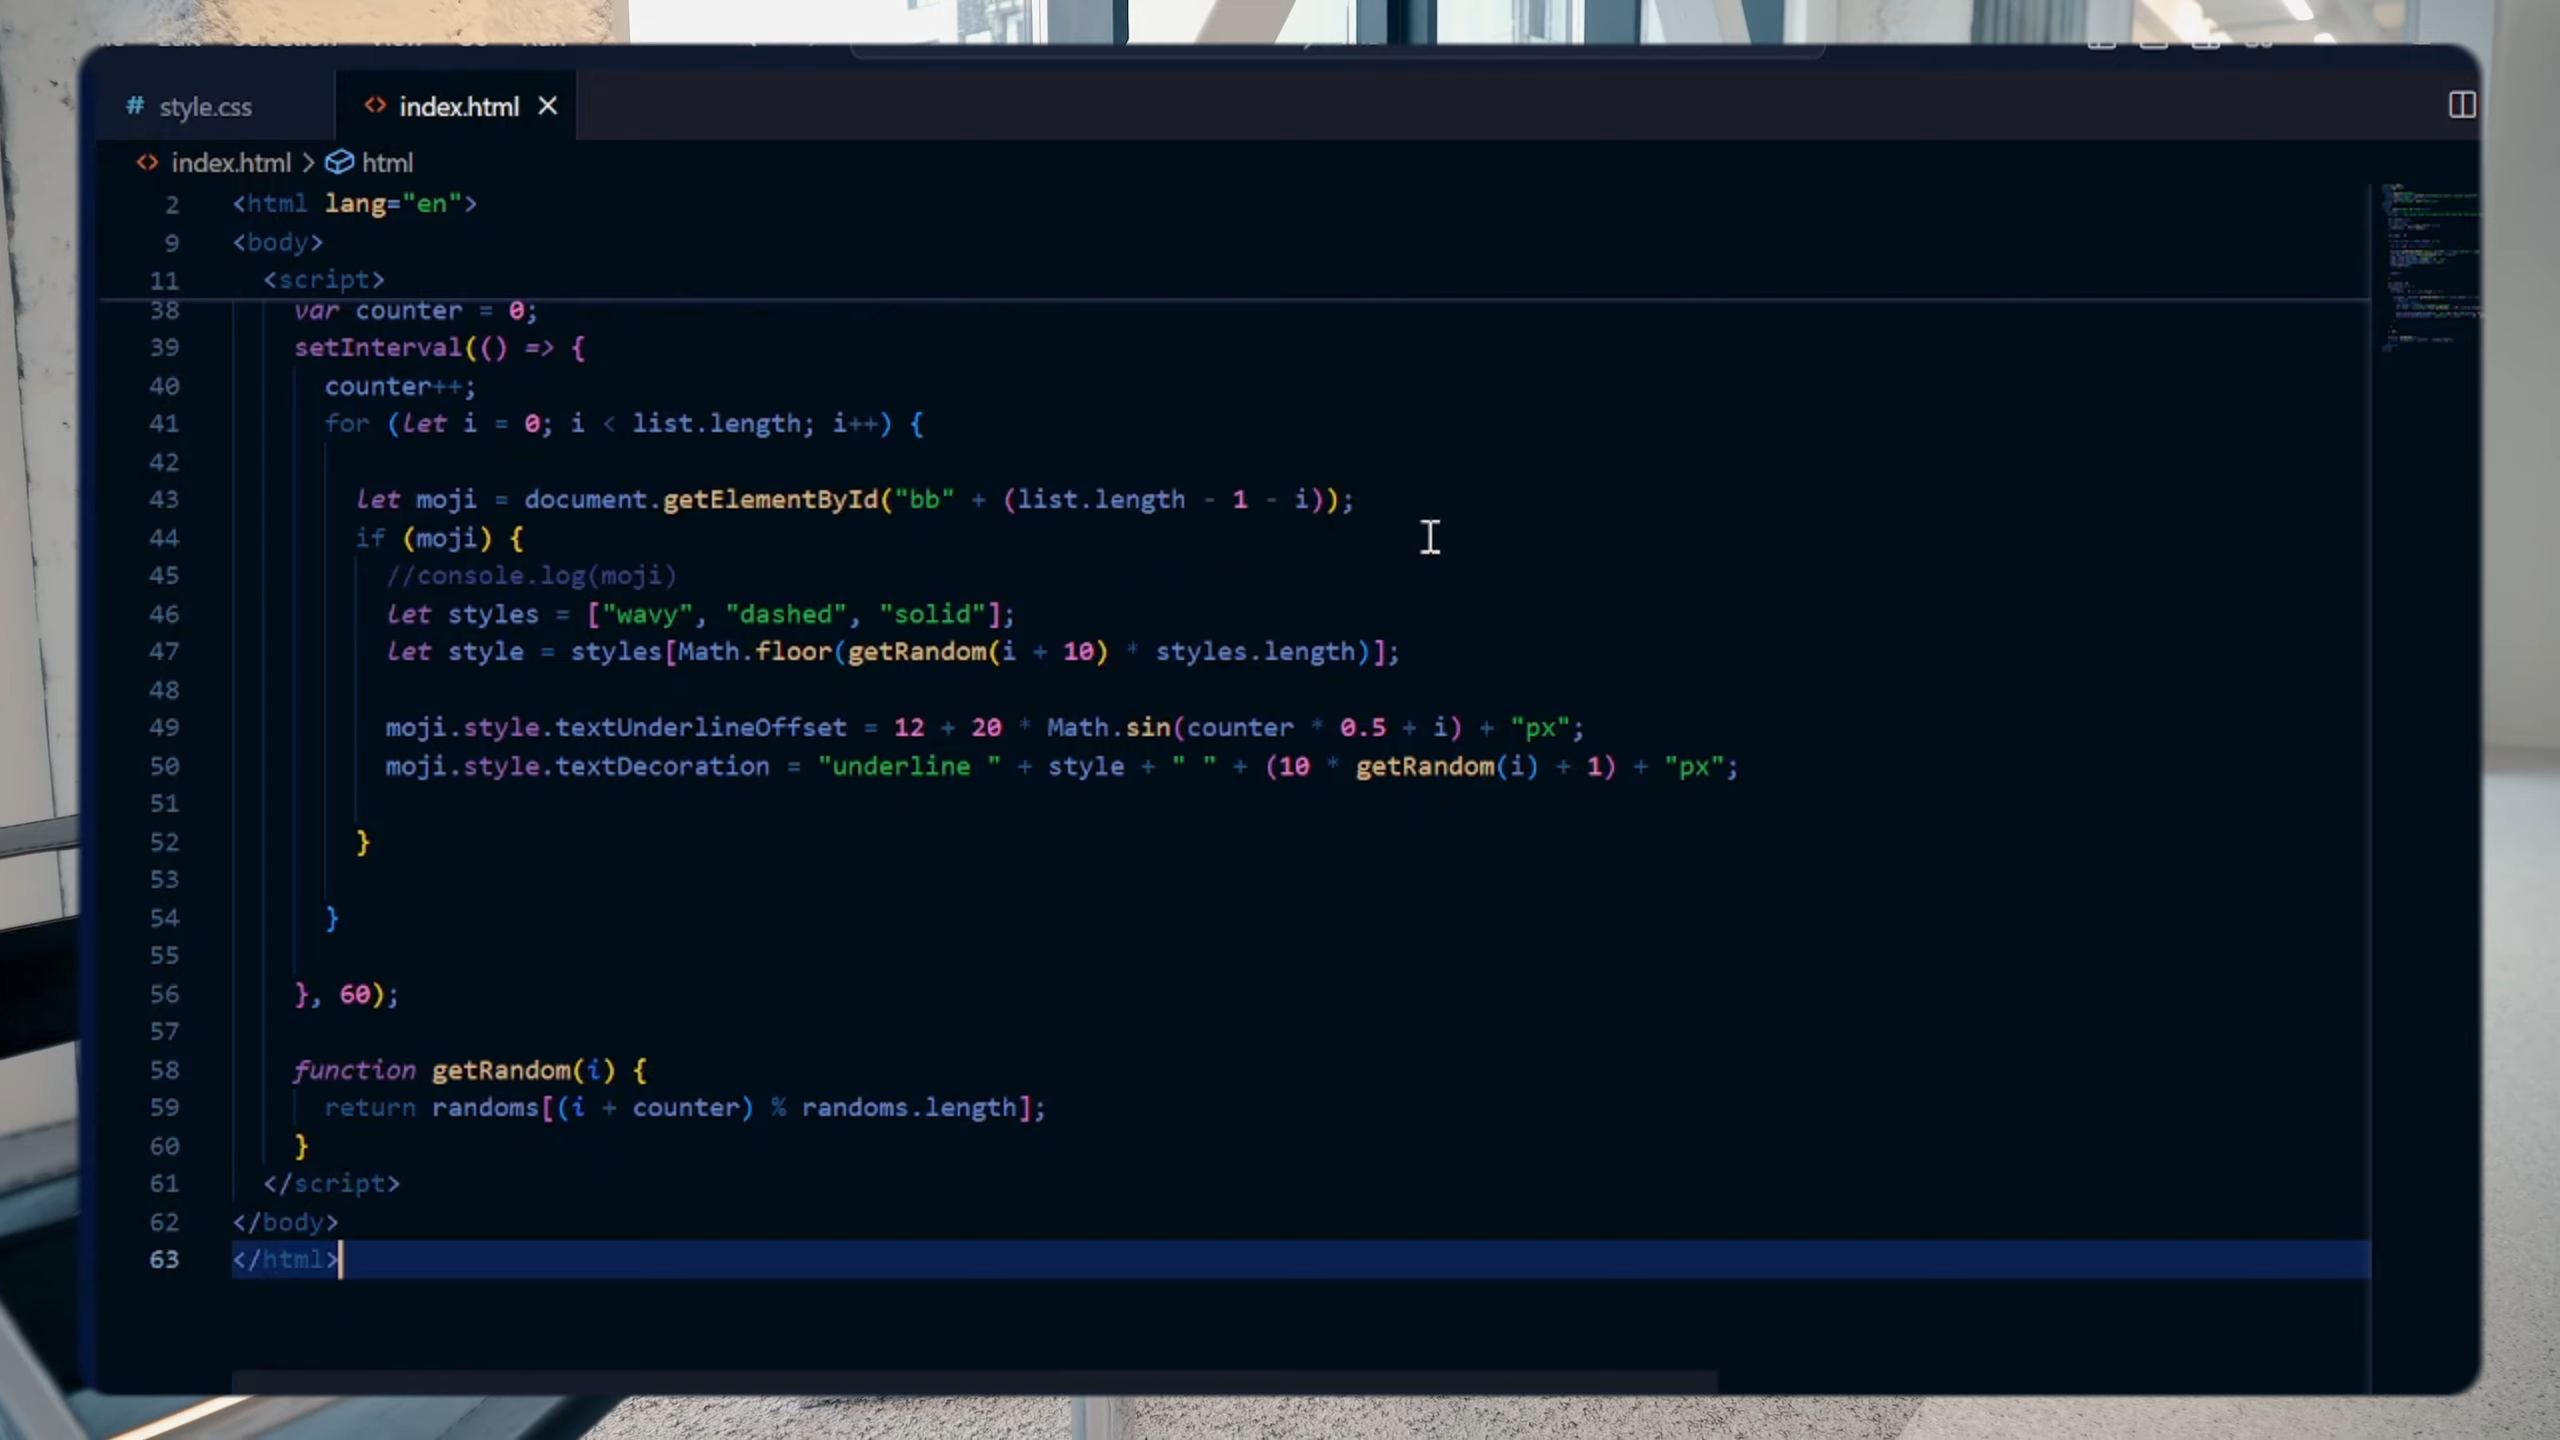 # style.css
<> index.html ×
<> index.html > html
2 <html lang="en">
9 <body>
11 <script>
38 var counter = 0;
39 setInterval(() => {
40 counter++;
41 for (let i = 0; i < list.length; i++) {
42
43 let moji = document.getElementById("bb" + (list.length - 1 - i));
44 if (moji) {
45 //console.log(moji)
46 let styles = ["wavy", "dashed", "solid"];
47 let style = styles[Math.floor(getRandom(i + 10) * styles.length)];
48
49 moji.style.textUnderlineOffset = 12 + 20 * Math.sin(counter * 0.5 + i) + "px";
50 moji.style.textDecoration = "underline " + style + " " + (10 * getRandom(i) + 1) + "px";
51
52 }
53
54 }
55
56 }, 60);
57
58 function getRandom(i) {
59 return randoms[(i + counter) % randoms.length];
60 }
61 </script>
62 </body>
63 </html>